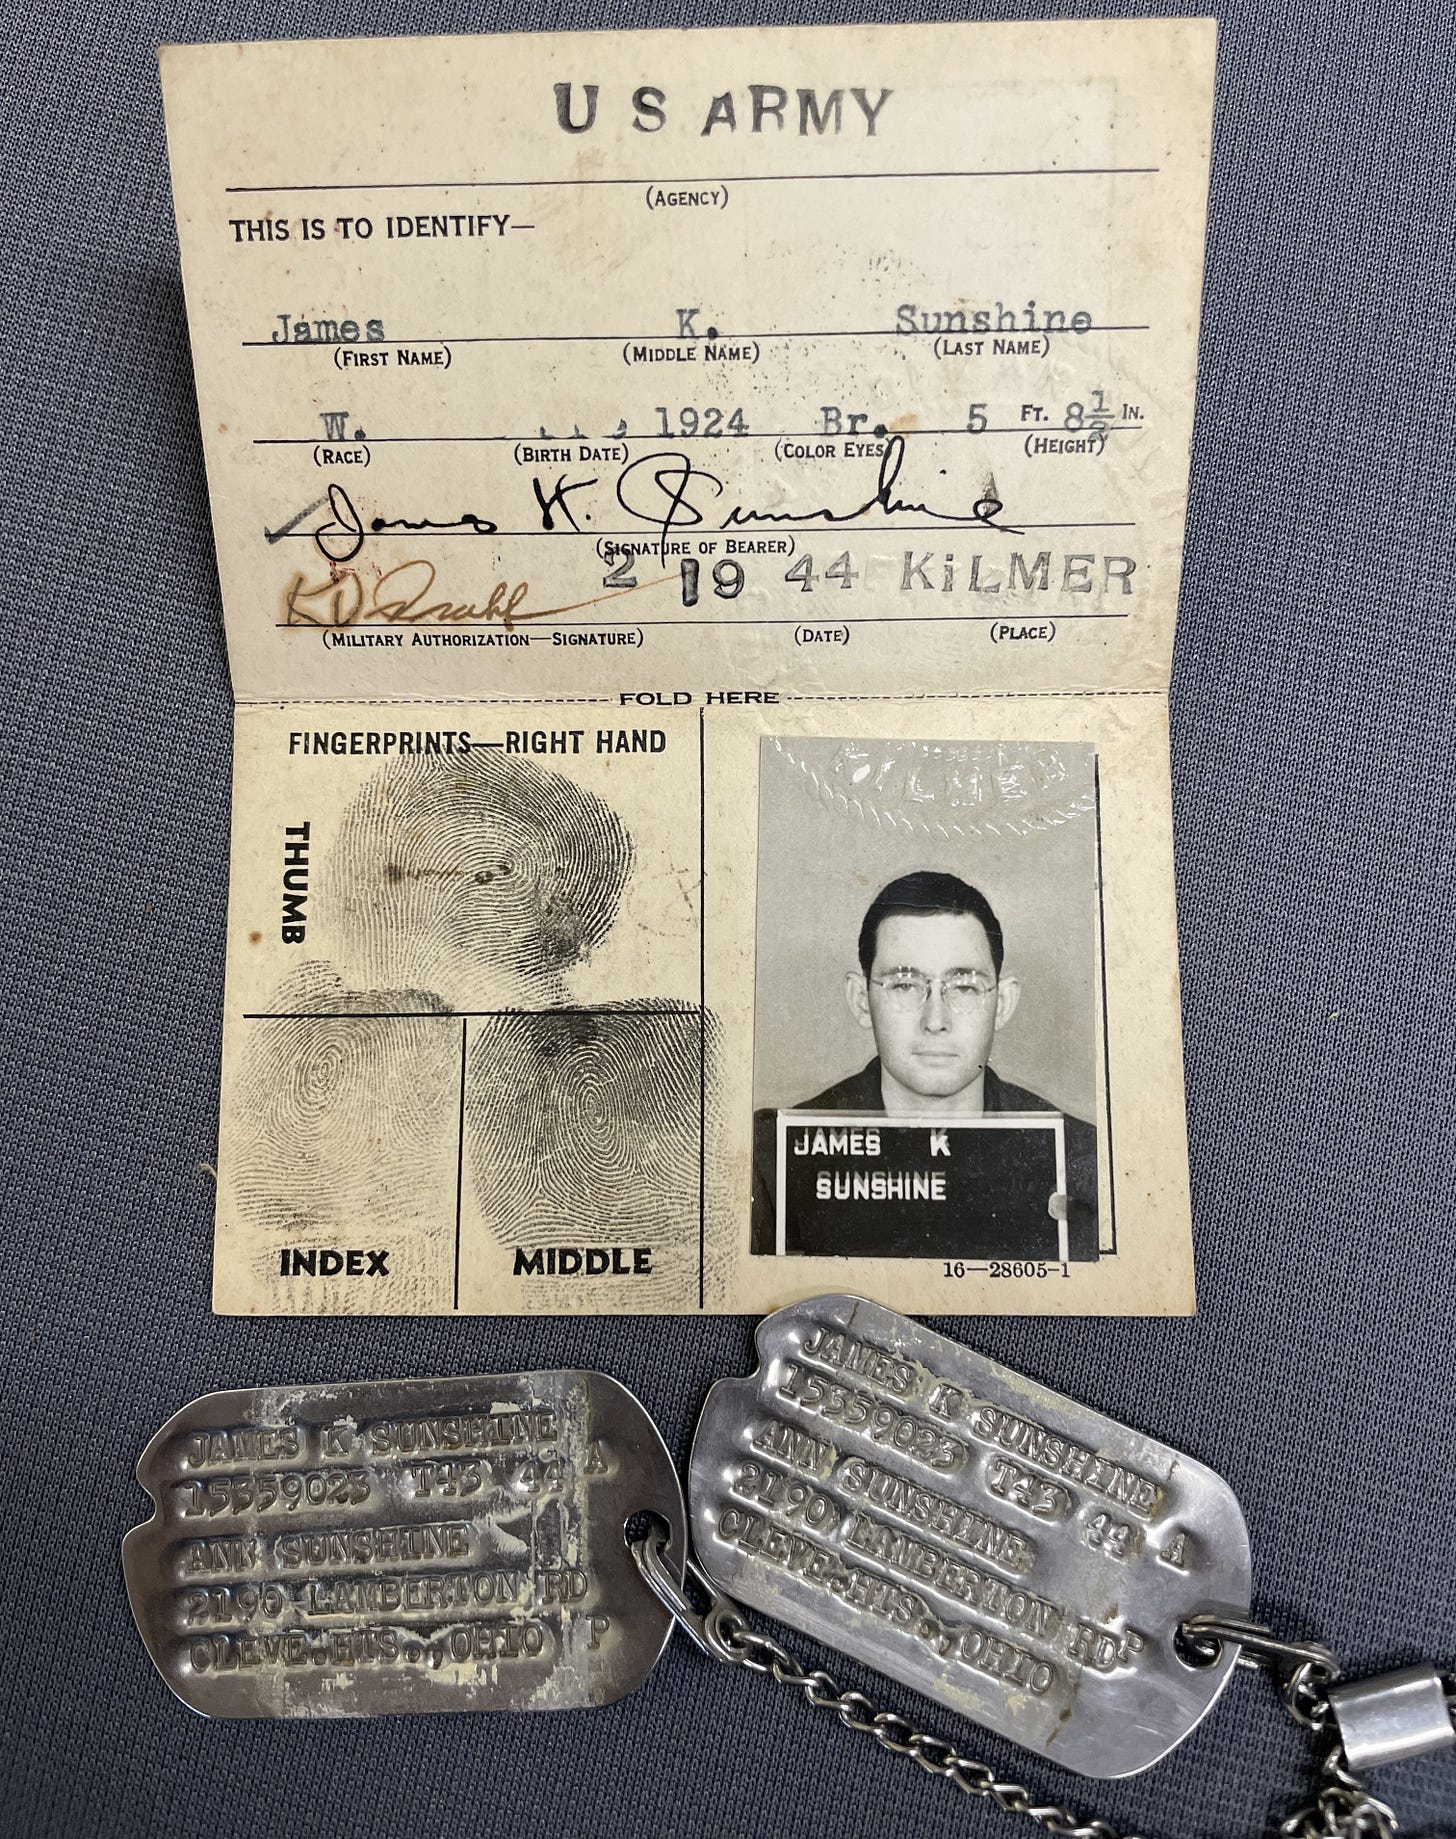 U S ARMY
(AGENCY)
THIS IS TO IDENTIFY—
James K. Sunshine
(FIRST NAME) (MIDDLE NAME) (LAST NAME)
W. 1924 Br. 5 FT. 8½ IN.
(RACE) (BIRTH DATE) (COLOR EYES) (HEIGHT)
James K. Sunshine
(SIGNATURE OF BEARER)
2 19 44 KiLMER
(MILITARY AUTHORIZATION—SIGNATURE) (DATE) (PLACE)
FOLD HERE
FINGERPRINTS—RIGHT HAND
THUMB
INDEX
MIDDLE
KILMER
JAMES K
SUNSHINE
16—28605-1
JAMES K SUNSHINE
15359023 T43 44 A
ANN SUNSHINE
2190 LAMBERTON RD
CLEVE.HTS.,OHIO P
JAMES K SUNSHINE
15359023 T43 44 A
ANN SUNSHINE
2190 LAMBERTON RD
CLEVE.HTS.,OHIO P